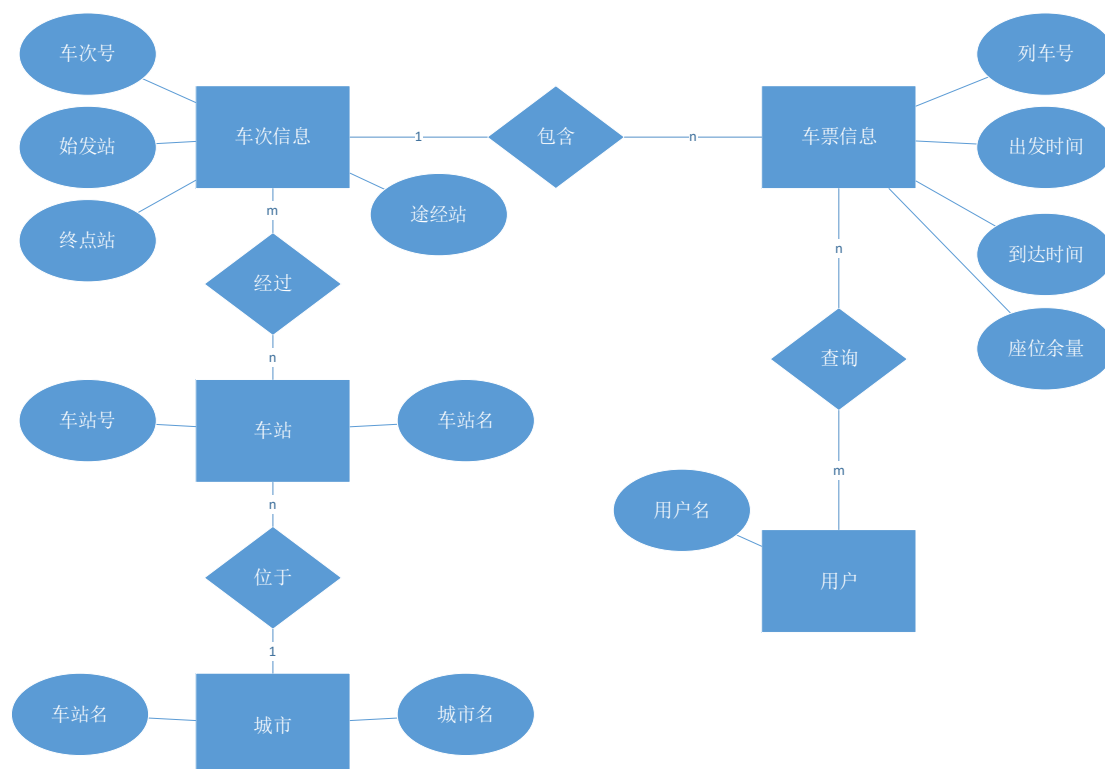 车次号
列车号
车次信息
1
包含
n
车票信息
始发站
出发时间
途经站
m
终点站
n
到达时间
经过
座位余量
查询
n
车站号
车站
车站名
m
n
用户名
位于
用户
1
车站名
城市
城市名